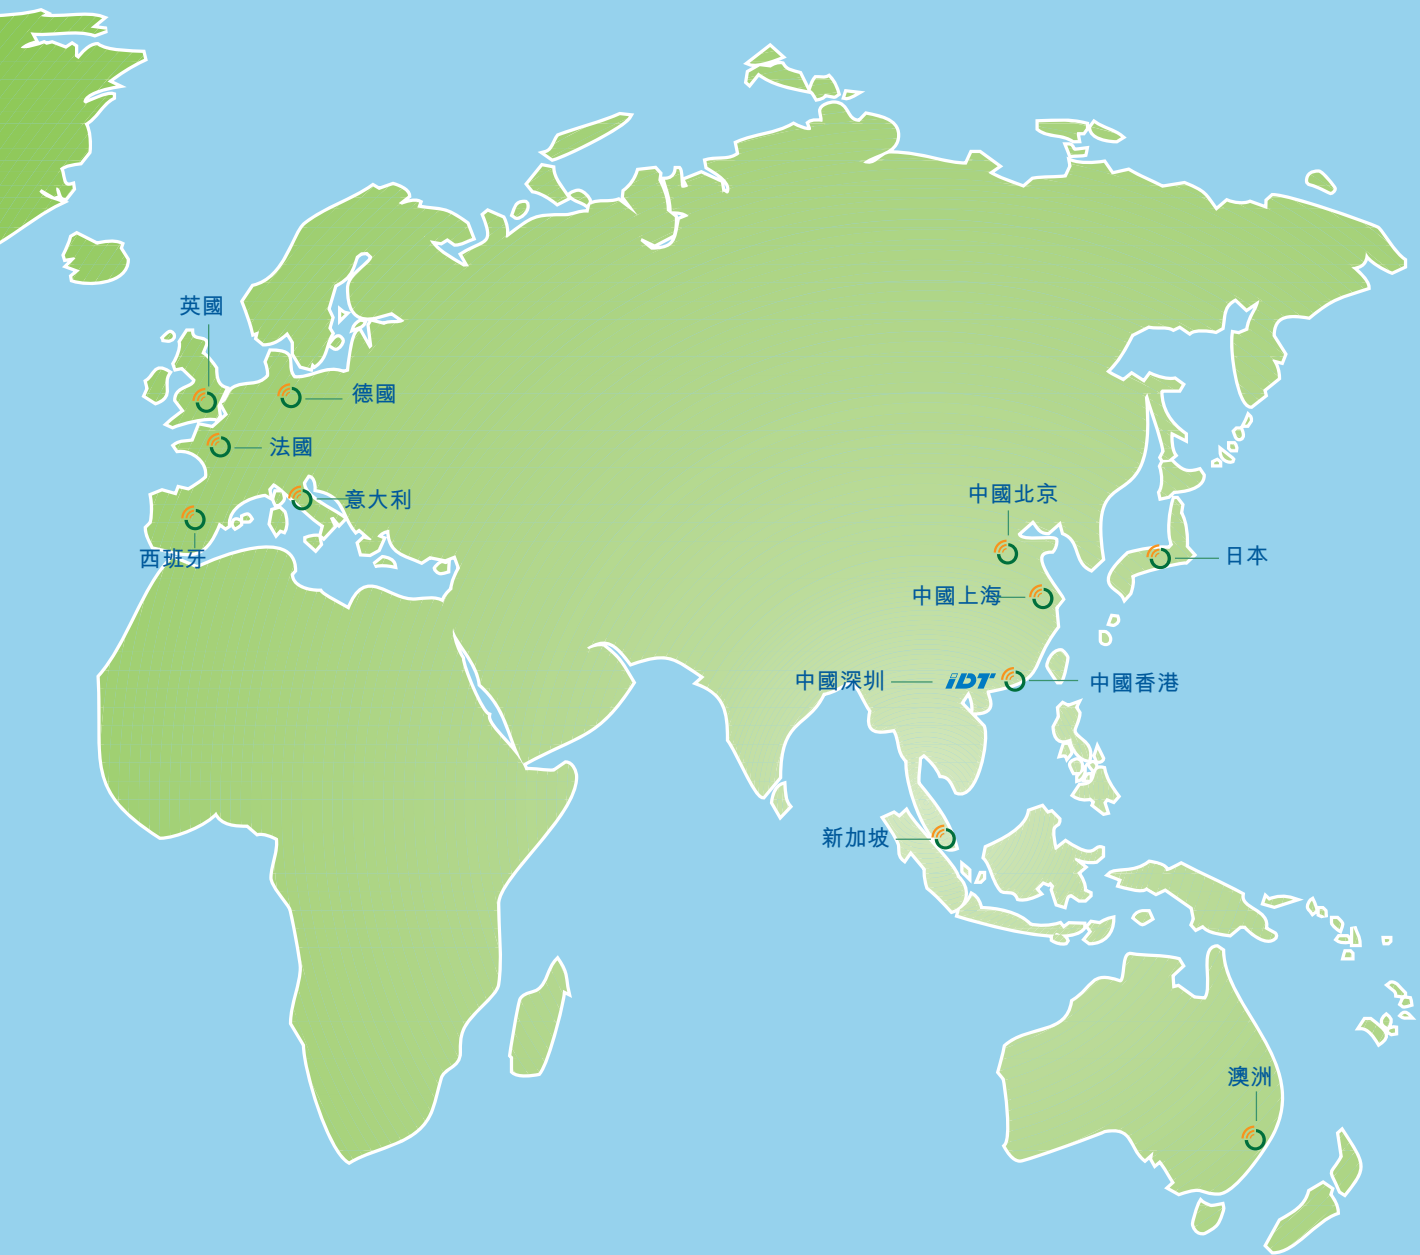 英國
德國
法國
意大利
西班牙
中國北京
日本
中國上海
中國深圳
iDT
中國香港
新加坡
澳洲